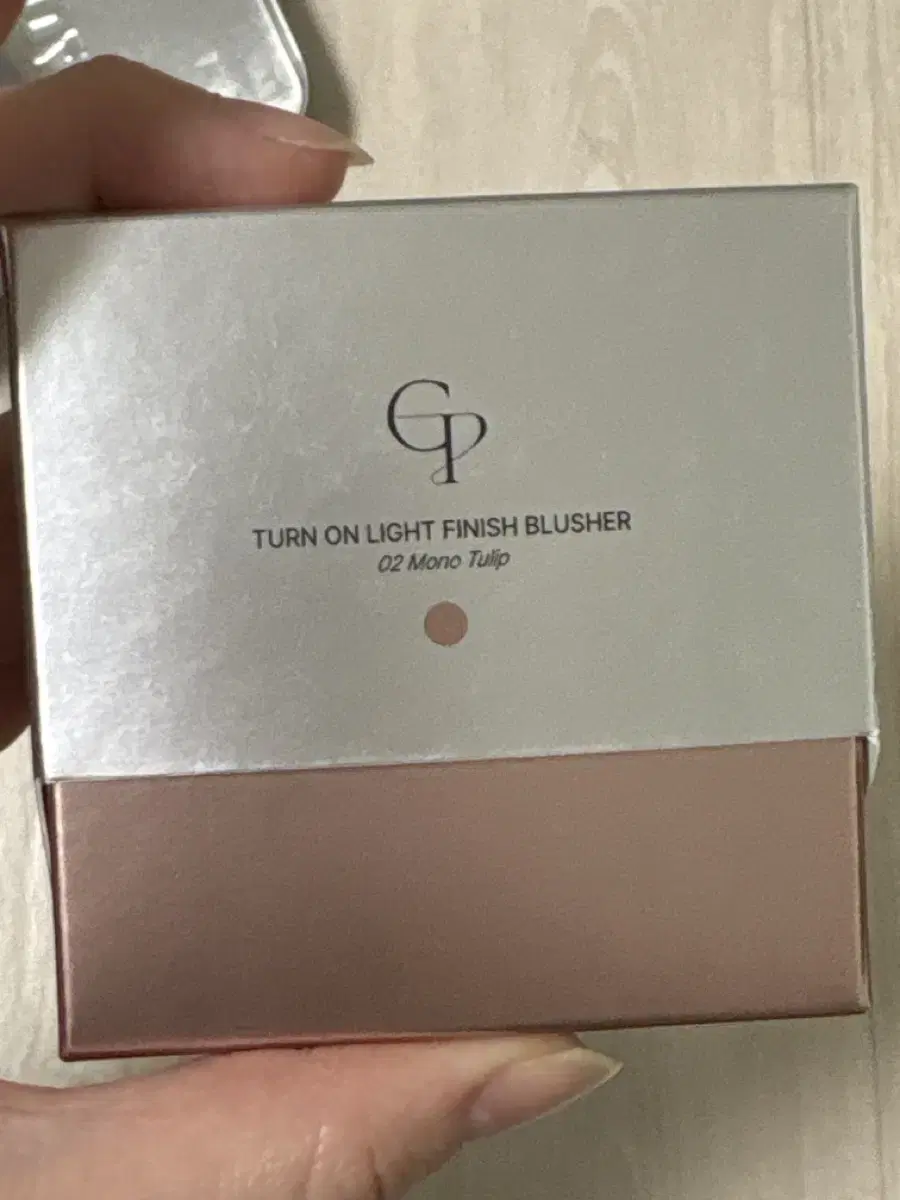 GP
TURN ON LIGHT FINISH BLUSHER
02 Mono Tulip